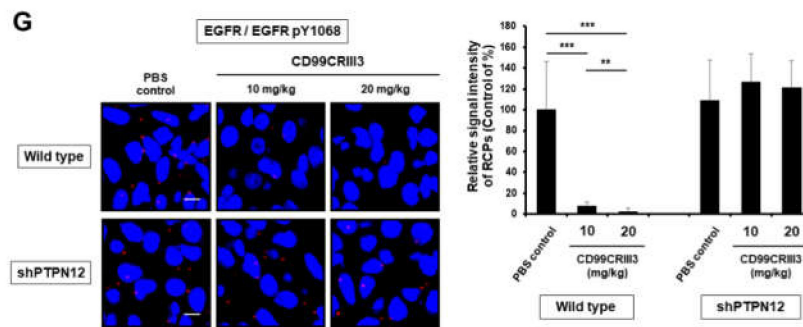 G
EGFR / EGFR pY1068
PBS
control
CD99CRIII3
10 mg/kg
20 mg/kg
Wild type
shPTPN12
Relative signal intensity
of RCPs (Control of %)
180
160
140
120
100
80
60
40
20
0
***
***
**
PBS control
10
20
CD99CRIII3
(mg/kg)
Wild type
PBS control
10
20
CD99CRIII3
(mg/kg)
shPTPN12